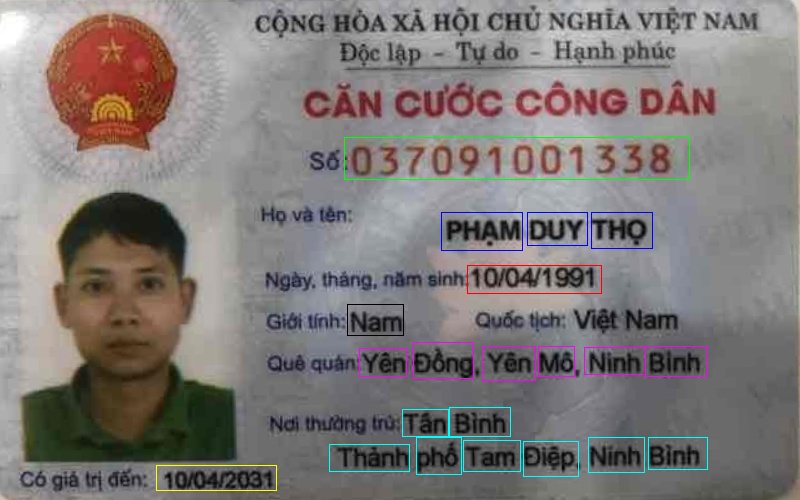 CỘNG HÒA XÃ HỘI CHỦ NGHĨA VIỆT NAM
Độc lập - Tự do - Hạnh phúc
CĂN CƯỚC CÔNG DÂN
Số: 037091001338
Họ và tên:
PHẠM DUY THỌ
Ngày, tháng, năm sinh: 10/04/1991
Giới tính: Nam Quốc tịch: Việt Nam
Quê quán: Yên Đồng, Yên Mô, Ninh Bình
Nơi thường trú: Tân Bình
Thành phố Tam Điệp, Ninh Bình
Có giá trị đến: 10/04/2031